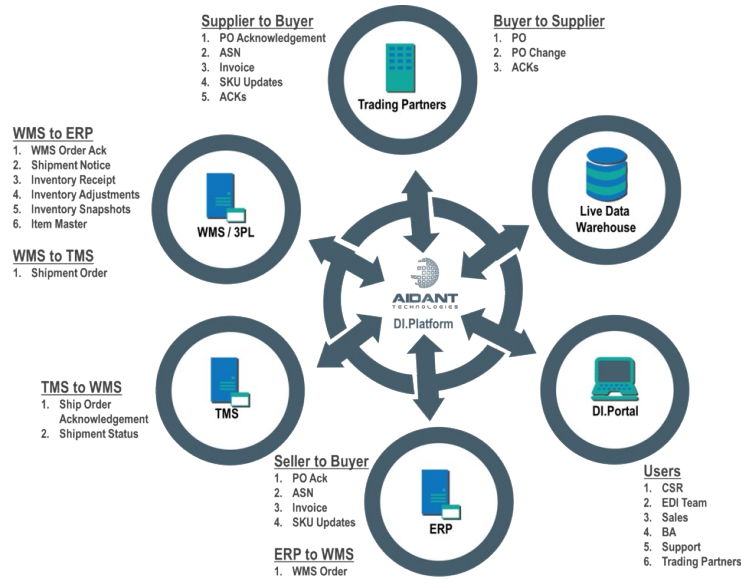 Supplier to Buyer
1. PO Acknowledgement
2. ASN
3. Invoice
4. SKU Updates
5. ACKs
Buyer to Supplier
1. PO
2. PO Change
3. ACKs
Trading Partners
WMS to ERP
1. WMS Order Ack
2. Shipment Notice
3. Inventory Receipt
4. Inventory Adjustments
5. Inventory Snapshots
6. Item Master
WMS to TMS
1. Shipment Order
WMS / 3PL
Live Data
Warehouse
AIDANT
TECHNOLOGIES
DI.Platform
TMS to WMS
1. Ship Order
Acknowledgement
2. Shipment Status
TMS
DI.Portal
Seller to Buyer
1. PO Ack
2. ASN
3. Invoice
4. SKU Updates
ERP to WMS
1. WMS Order
ERP
Users
1. CSR
2. EDI Team
3. Sales
4. BA
5. Support
6. Trading Partners